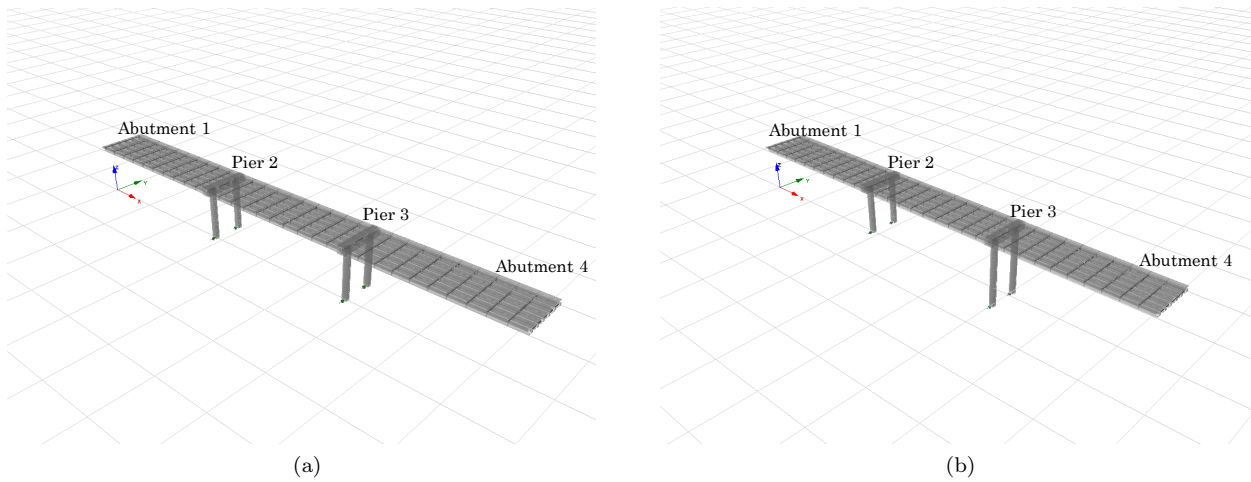 Abutment 1
Pier 2
Pier 3
Abutment 4
Z
Y
X
(a)
Abutment 1
Pier 2
Pier 3
Abutment 4
Z
Y
X
(b)